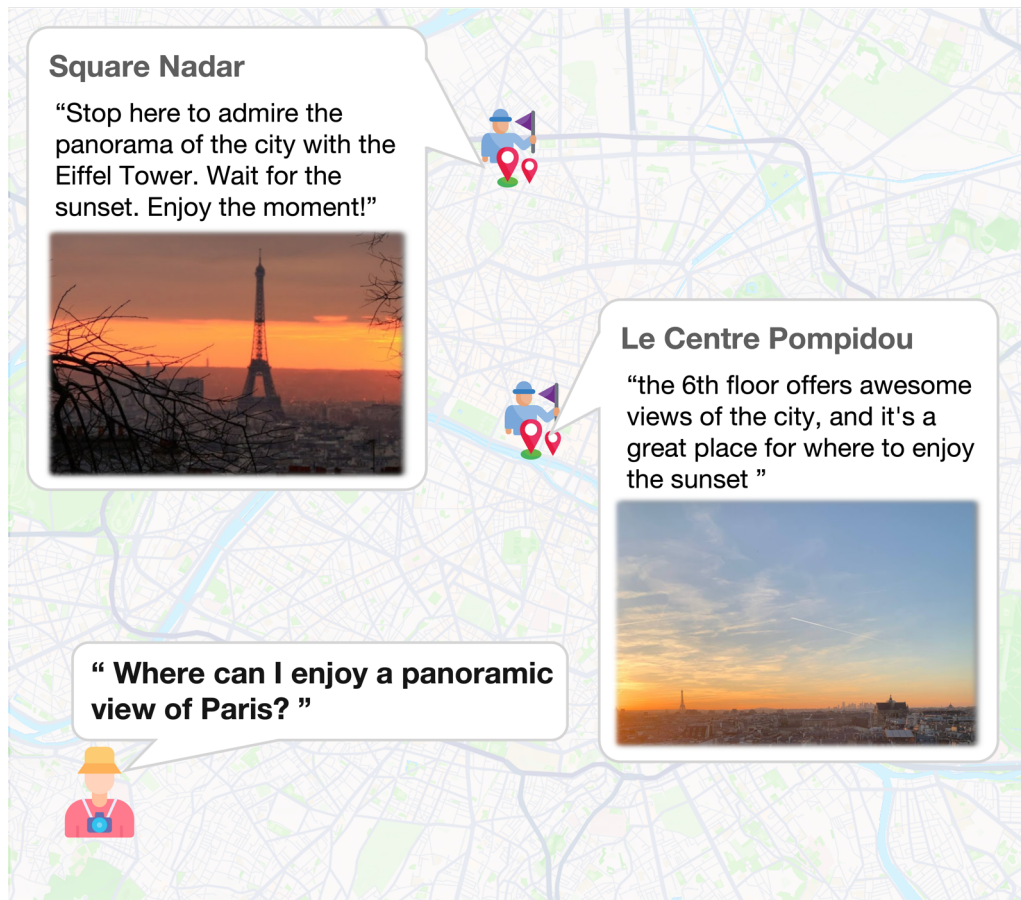 Square Nadar
“Stop here to admire the
panorama of the city with the
Eiffel Tower. Wait for the
sunset. Enjoy the moment!”
Le Centre Pompidou
“the 6th floor offers awesome
views of the city, and it's a
great place for where to enjoy
the sunset ”
“ Where can I enjoy a panoramic
view of Paris? ”